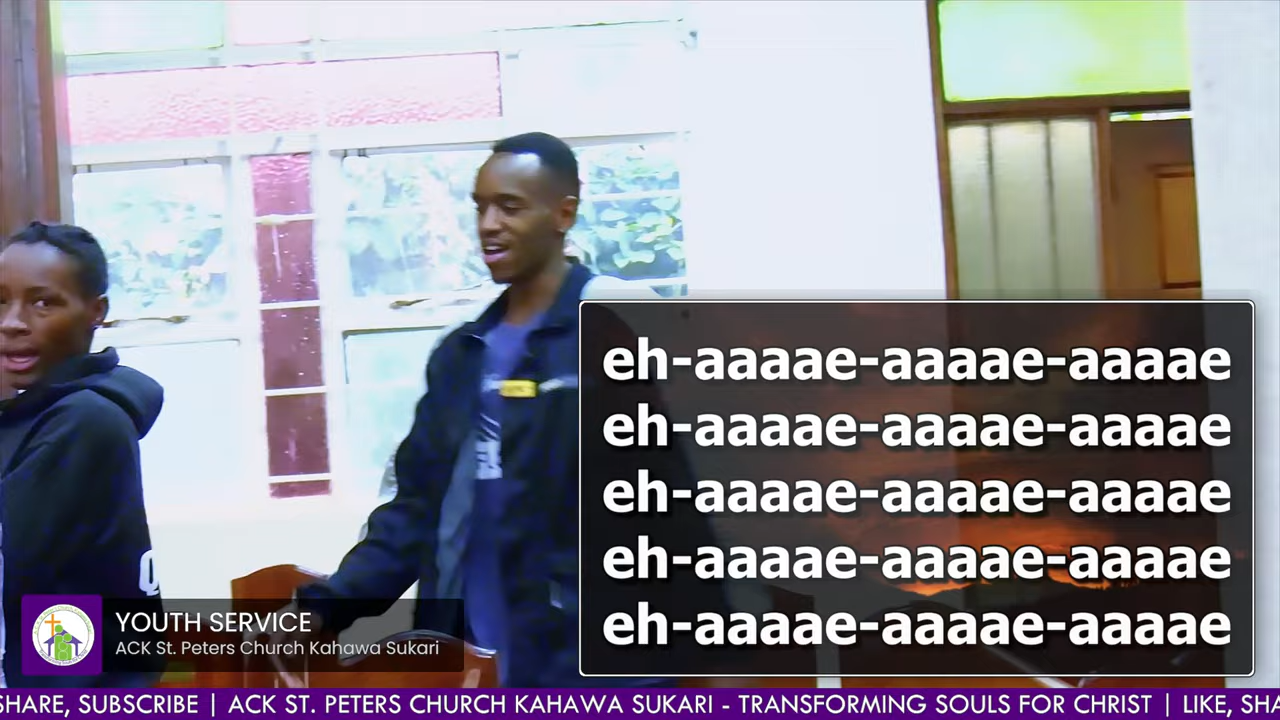 eh-aaaae-aaaae-aaaae
eh-aaaae-aaaae-aaaae
eh-aaaae-aaaae-aaaae
eh-aaaae-aaaae-aaaae
eh-aaaae-aaaae-aaaae
YOUTH SERVICE
ACK St. Peters Church Kahawa Sukari
SHARE, SUBSCRIBE | ACK ST. PETERS CHURCH KAHAWA SUKARI - TRANSFORMING SOULS FOR CHRIST | LIKE, SHA